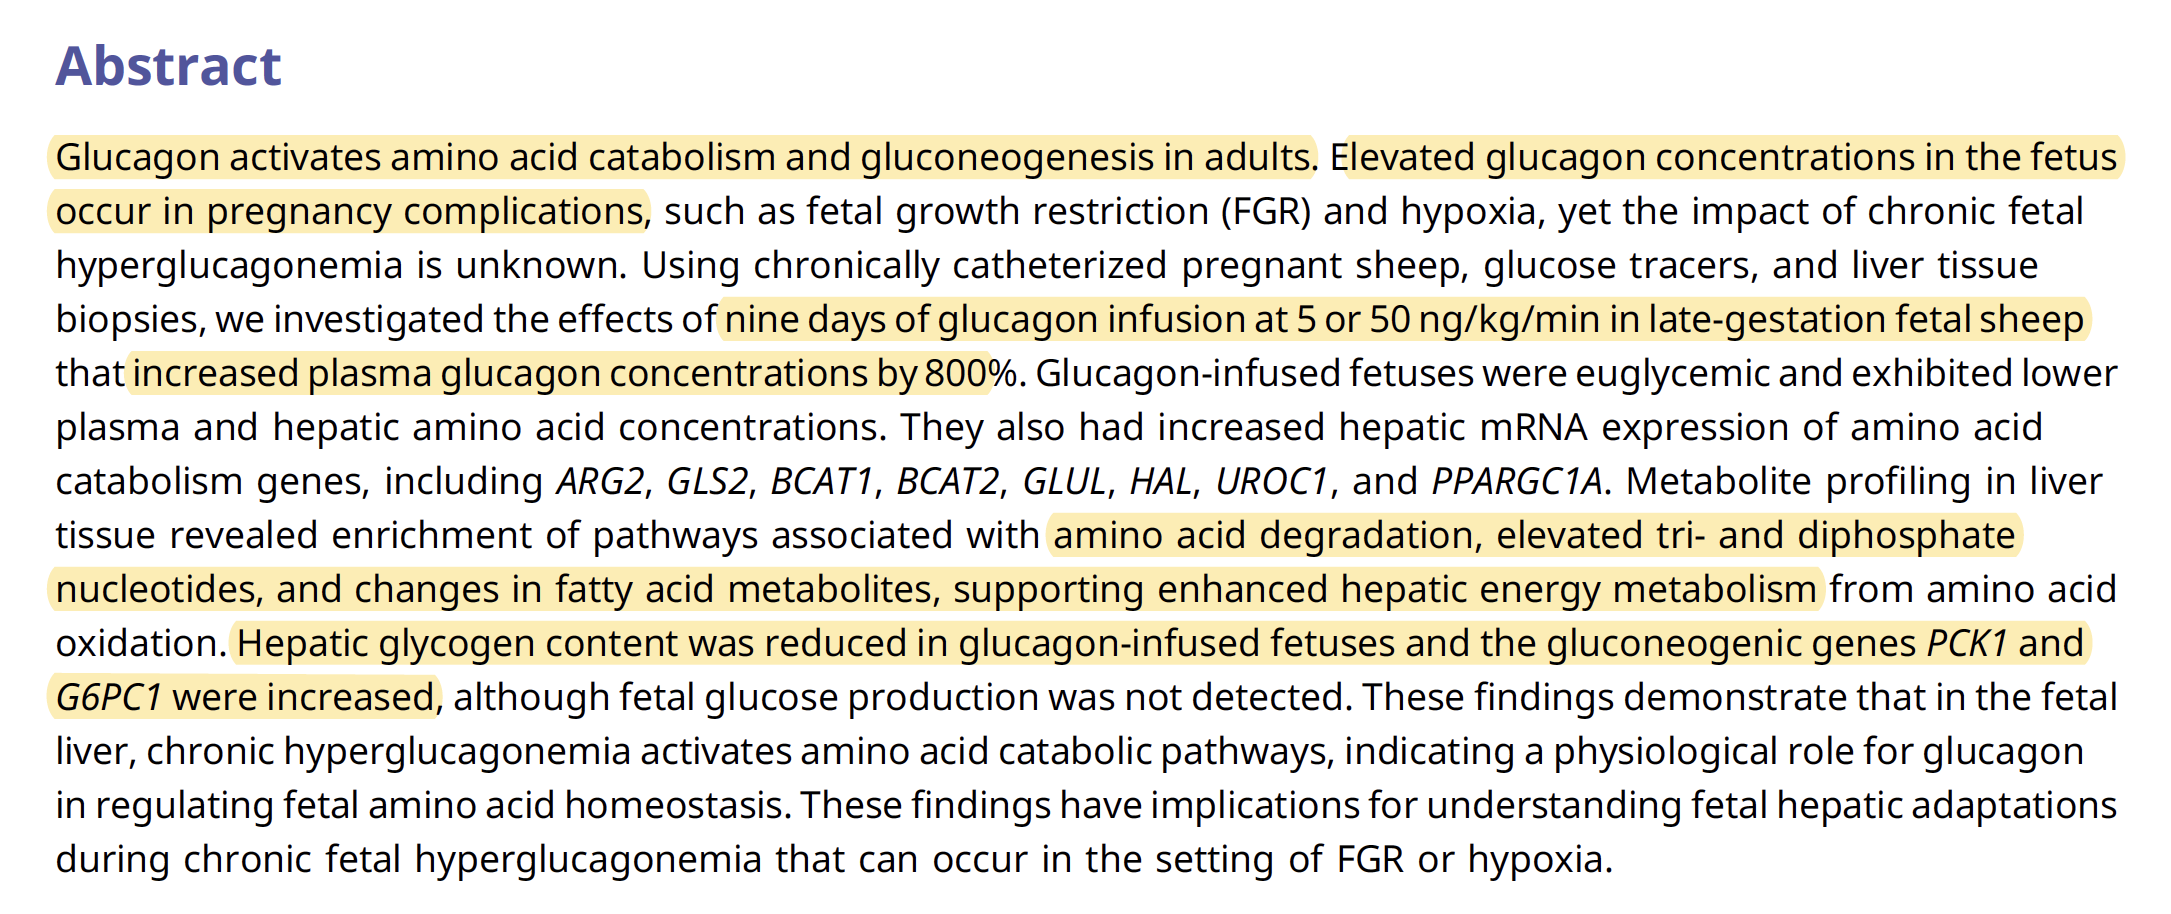 Abstract
Glucagon activates amino acid catabolism and gluconeogenesis in adults. Elevated glucagon concentrations in the fetus
occur in pregnancy complications, such as fetal growth restriction (FGR) and hypoxia, yet the impact of chronic fetal
hyperglucagonemia is unknown. Using chronically catheterized pregnant sheep, glucose tracers, and liver tissue
biopsies, we investigated the effects of nine days of glucagon infusion at 5 or 50 ng/kg/min in late-gestation fetal sheep
that increased plasma glucagon concentrations by 800%. Glucagon-infused fetuses were euglycemic and exhibited lower
plasma and hepatic amino acid concentrations. They also had increased hepatic mRNA expression of amino acid
catabolism genes, including ARG2, GLS2, BCAT1, BCAT2, GLUL, HAL, UROC1, and PPARGC1A. Metabolite profiling in liver
tissue revealed enrichment of pathways associated with amino acid degradation, elevated tri- and diphosphate
nucleotides, and changes in fatty acid metabolites, supporting enhanced hepatic energy metabolism from amino acid
oxidation. Hepatic glycogen content was reduced in glucagon-infused fetuses and the gluconeogenic genes PCK1 and
G6PC1 were increased, although fetal glucose production was not detected. These findings demonstrate that in the fetal
liver, chronic hyperglucagonemia activates amino acid catabolic pathways, indicating a physiological role for glucagon
in regulating fetal amino acid homeostasis. These findings have implications for understanding fetal hepatic adaptations
during chronic fetal hyperglucagonemia that can occur in the setting of FGR or hypoxia.